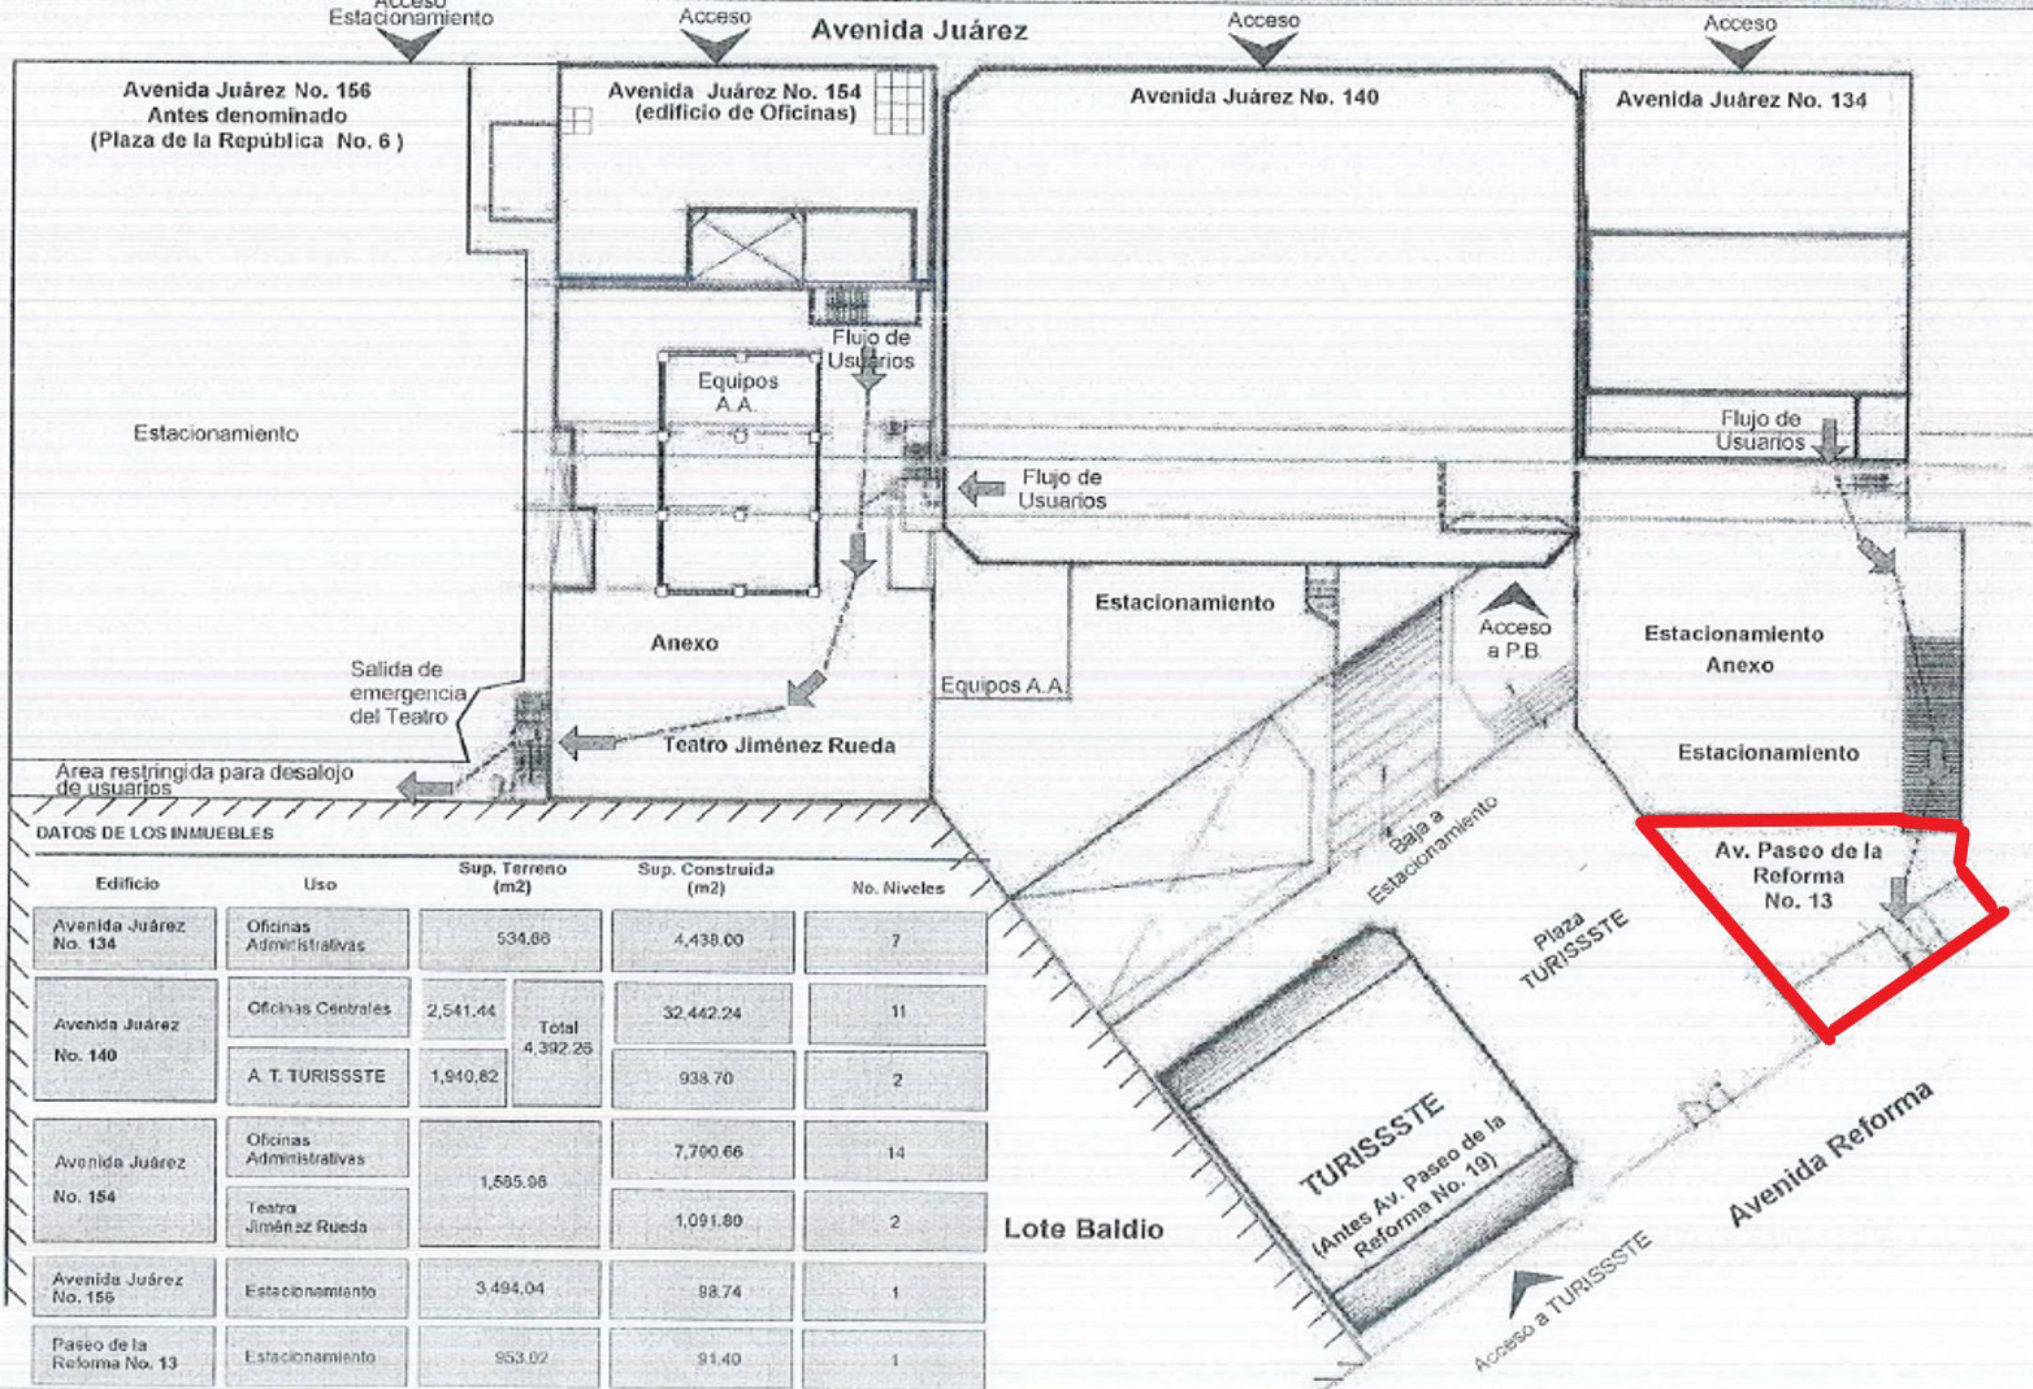 Acceso
Estacionamiento
Acceso
Avenida Juárez
Acceso
Acceso
Avenida Juárez No. 156
Antes denominado
(Plaza de la República No. 6 )
Avenida Juárez No. 154
(edificio de Oficinas)
Avenida Juárez No. 140
Avenida Juárez No. 134
Flujo de
Usuarios
Equipos
A.A.
Estacionamiento
Flujo de
Usuarios
Flujo de
Usuarios
Anexo
Estacionamiento
Acceso
a P.B.
Estacionamiento
Anexo
Salida de
emergencia
del Teatro
Equipos A.A.
Teatro Jiménez Rueda
Estacionamiento
Area restringida para desalojo
de usuarios
Baja a
Estacionamiento
Plaza
TURISSSTE
Av. Paseo de la
Reforma
No. 13
TURISSSTE
(Antes Av. Paseo de la
Reforma No. 19)
Avenida Reforma
Acceso a TURISSSTE
Lote Baldio
DATOS DE LOS INMUEBLES
Edificio Uso Sup. Terreno (m2) Sup. Construida (m2) No. Niveles
Avenida Juárez No. 134 Oficinas Administrativas 534.66 4,438.00 7
Avenida Juárez No. 140 Oficinas Centrales 2,541.44 Total 4,392.26 32,442.24 11
A. T. TURISSSTE 1,940.82 938.70 2
Avenida Juárez No. 154 Oficinas Administrativas 1,585.98 7,790.66 14
Teatro Jiménez Rueda 1,091.80 2
Avenida Juárez No. 156 Estacionamiento 3,494.04 98.74 1
Paseo de la Reforma No. 13 Estacionamiento 953.02 91.40 1